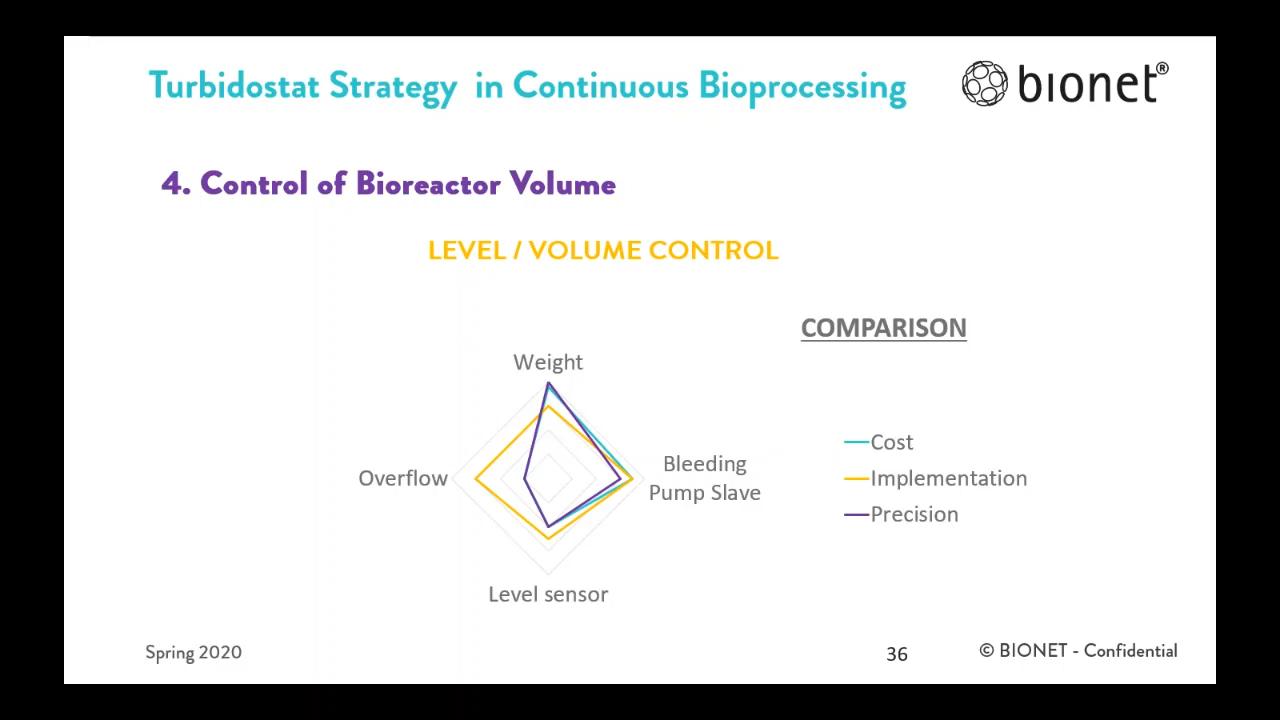 Turbidostat Strategy in Continuous Bioprocessing
bionet®
4. Control of Bioreactor Volume
LEVEL / VOLUME CONTROL
COMPARISON
Weight
Overflow
Bleeding
Pump Slave
Level sensor
Cost
Implementation
Precision
Spring 2020
36
© BIONET - Confidential